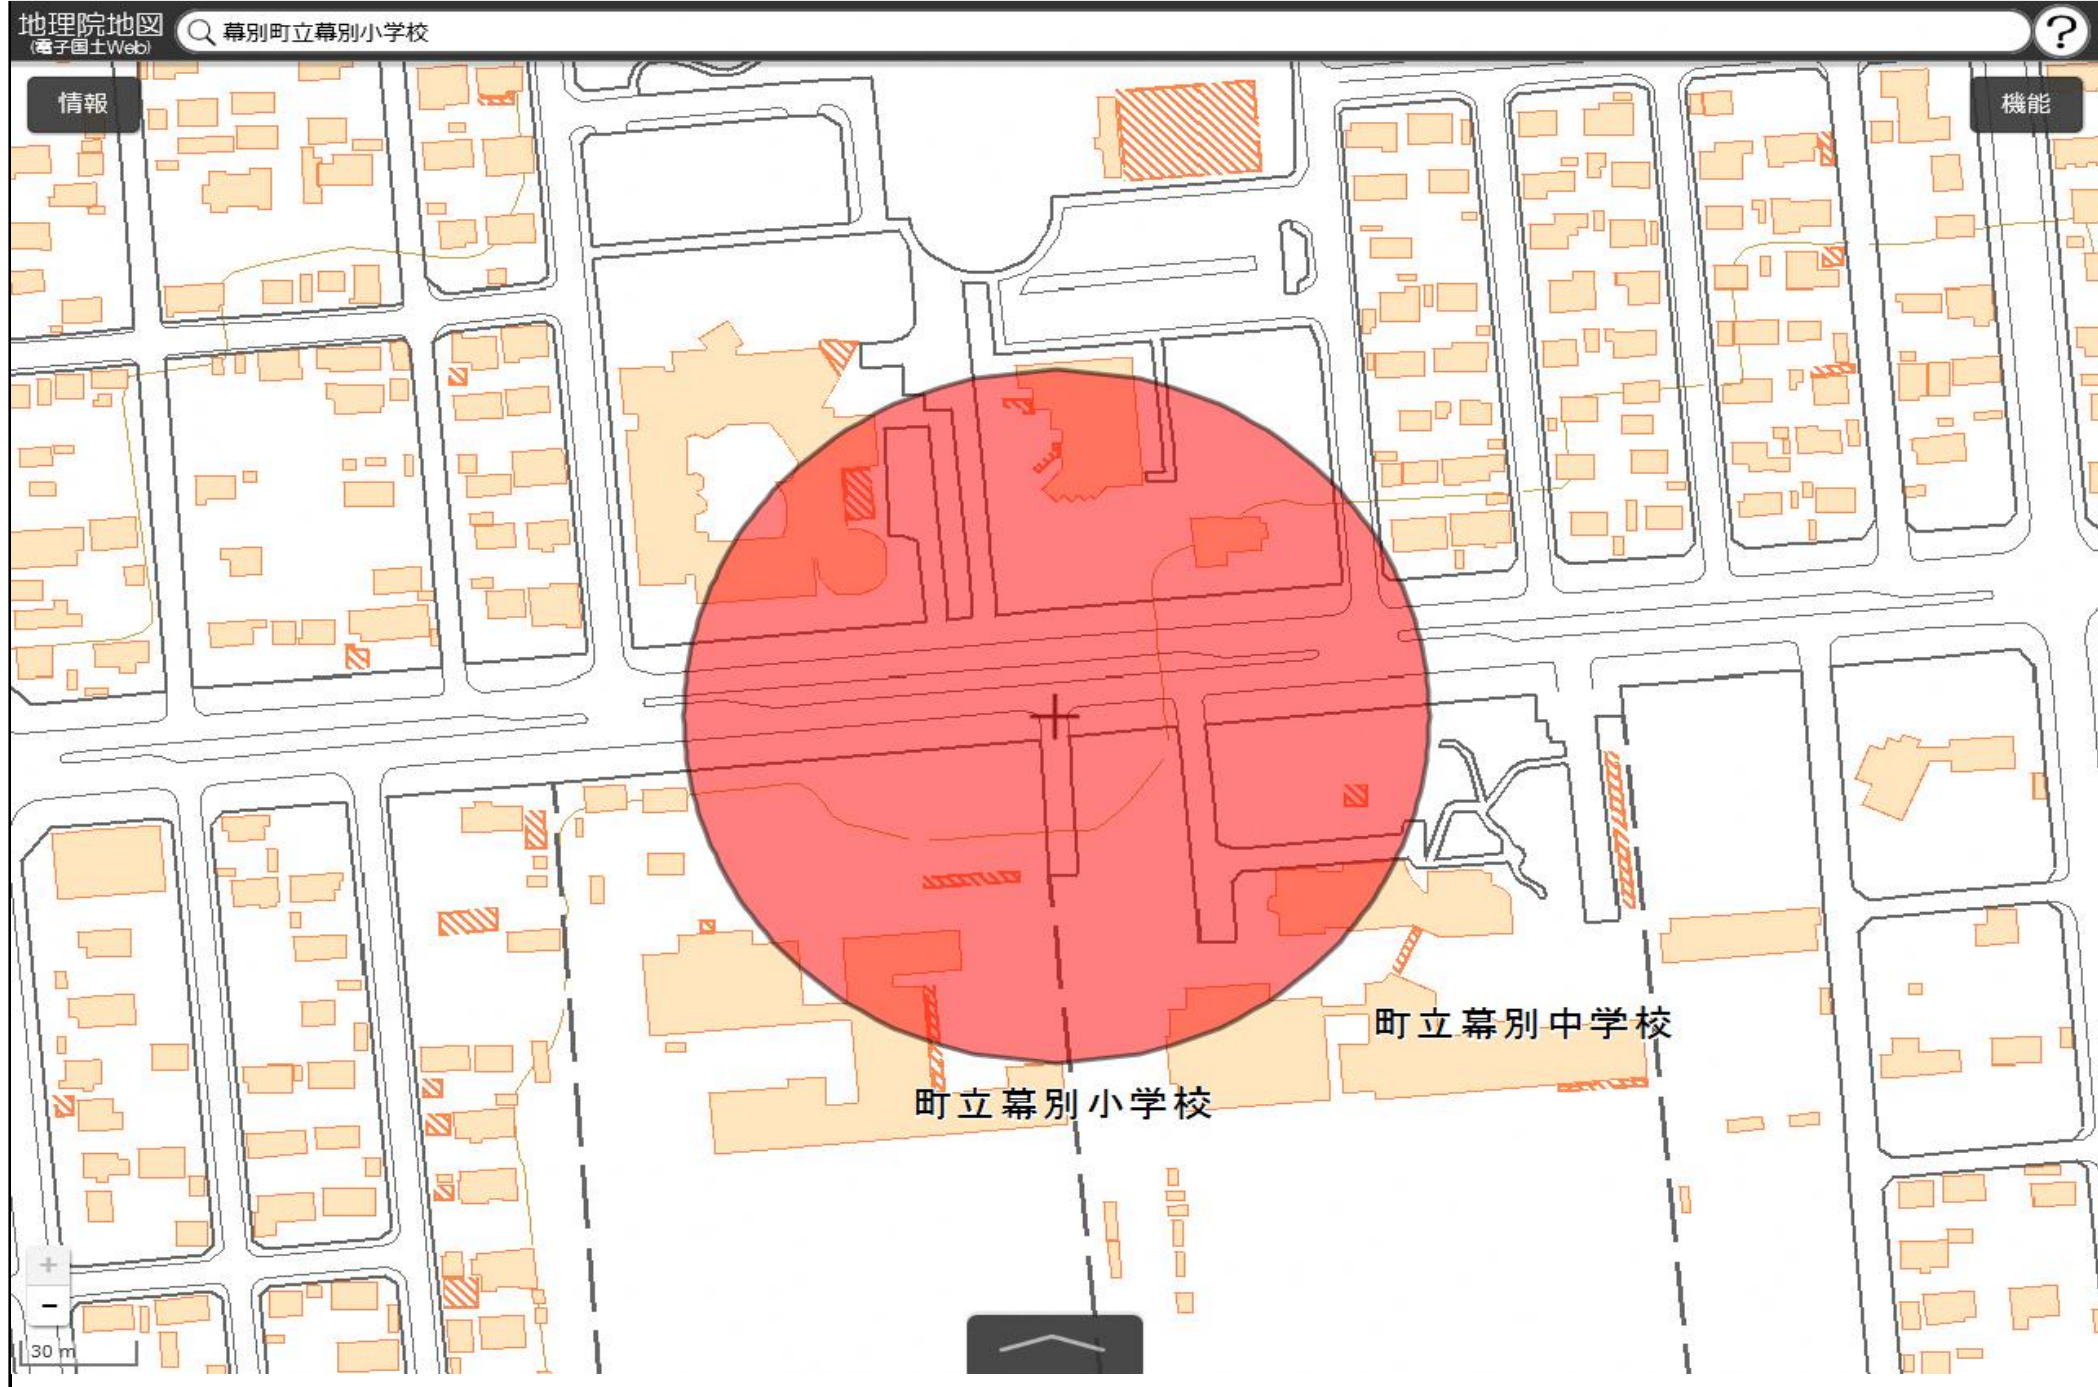 地理院地図
(電子国土Web)
幕別町立幕別小学校
?
情報
機能
町立幕別中学校
町立幕別小学校
+
−
30 m